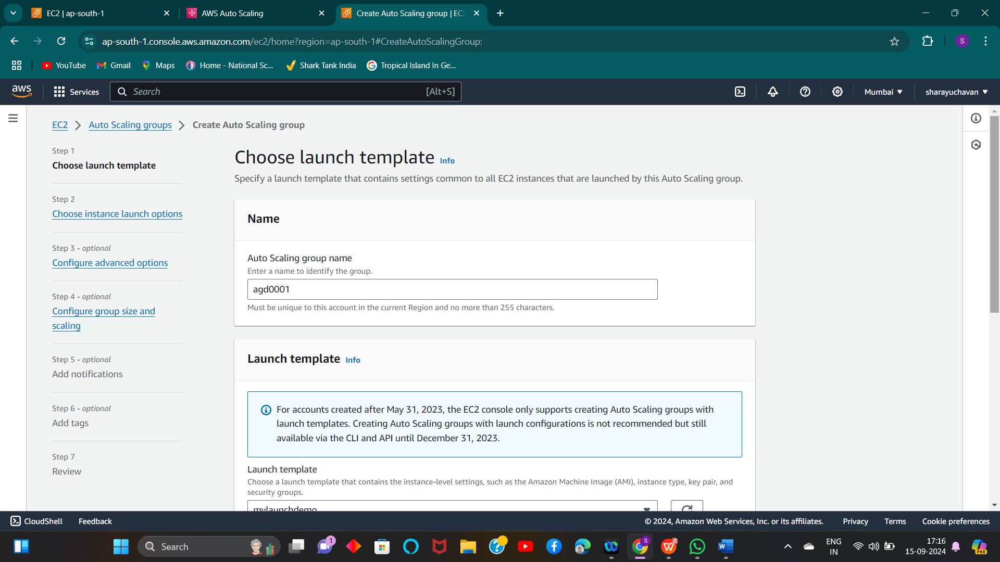 EC2 | ap-south-1
AWS Auto Scaling
Create Auto Scaling group | EC2
ap-south-1.console.aws.amazon.com/ec2/home?region=ap-south-1#CreateAutoScalingGroup:
S
YouTube
Gmail
Maps
Home - National Sc...
Shark Tank India
Tropical Island In Ge...
aws
Services
Search
[Alt+S]
Mumbai
sharayuchavan
EC2
Auto Scaling groups
Create Auto Scaling group
Step 1
Choose launch template
Step 2
Choose instance launch options
Step 3 - optional
Configure advanced options
Step 4 - optional
Configure group size and
scaling
Step 5 - optional
Add notifications
Step 6 - optional
Add tags
Step 7
Review
Choose launch template Info
Specify a launch template that contains settings common to all EC2 instances that are launched by this Auto Scaling group.
Name
Auto Scaling group name
Enter a name to identify the group.
agd0001
Must be unique to this account in the current Region and no more than 255 characters.
Launch template Info
For accounts created after May 31, 2023, the EC2 console only supports creating Auto Scaling groups with
launch templates. Creating Auto Scaling groups with launch configurations is not recommended but still
available via the CLI and API until December 31, 2023.
Launch template
Choose a launch template that contains the instance-level settings, such as the Amazon Machine Image (AMI), instance type, key pair, and
security groups.
mylaunchdemo
CloudShell
Feedback
© 2024, Amazon Web Services, Inc. or its affiliates.
Privacy
Terms
Cookie preferences
Search
1
S
ENG
IN
17:16
15-09-2024
PRE